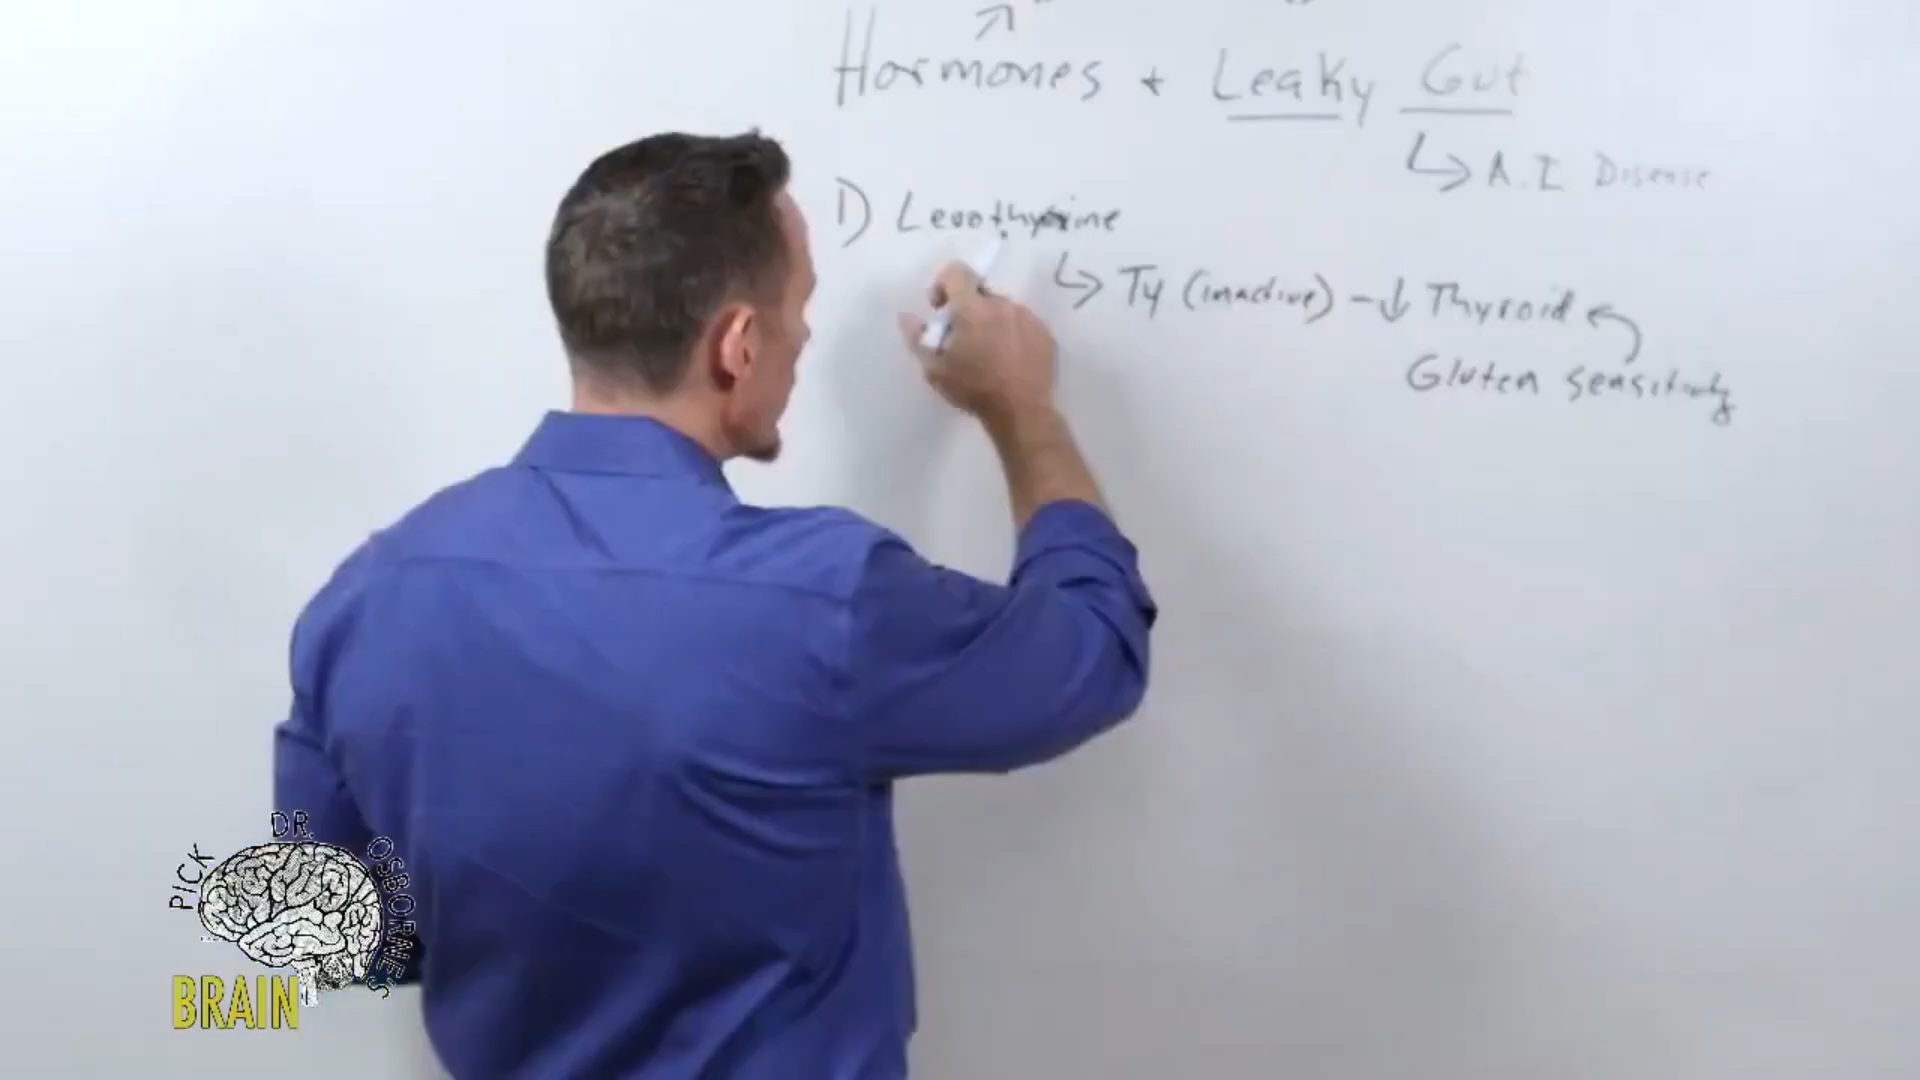 Hormones + Leaky Gut
↳ A.I Disease
1) Levothyroxine
↳ T4 (inactive) - ↓ Thyroid
Gluten sensitivity
PICK DR. OSBORNE'S
BRAIN